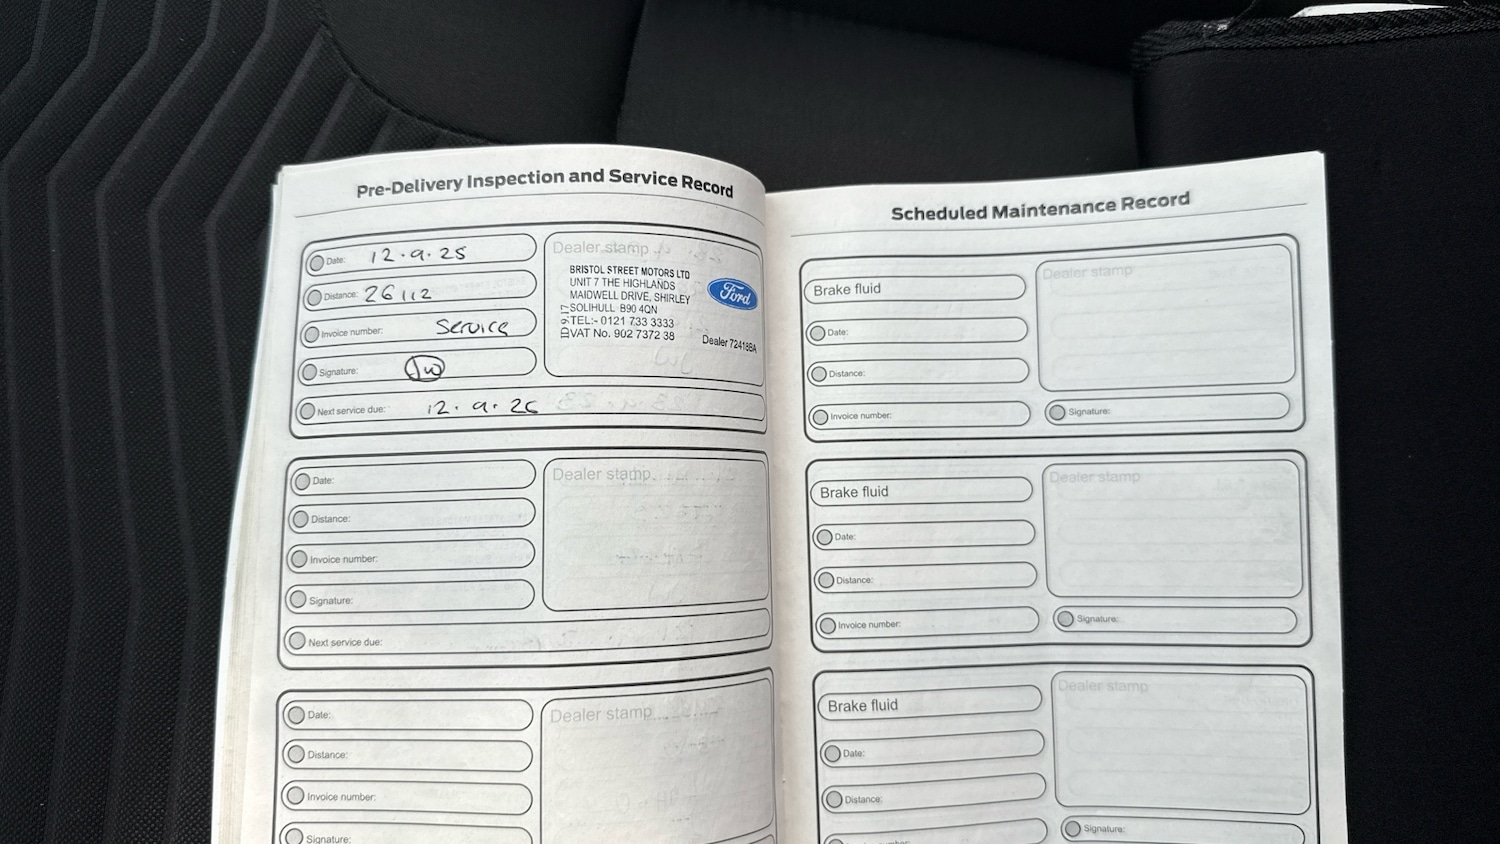 Pre-Delivery Inspection and Service Record
Date: 12.9.25
Distance: 26112
Invoice number: Service
Signature: JW
Next service due: 12.9.26
Dealer stamp
BRISTOL STREET MOTORS LTD
UNIT 7 THE HIGHLANDS
MAIDWELL DRIVE, SHIRLEY
SOLIHULL B90 4QN
TEL:- 0121 733 3333
VAT No. 902 7372 38
Ford
Dealer 72418BA
Date:
Distance:
Invoice number:
Signature:
Next service due:
Dealer stamp
Date:
Distance:
Invoice number:
Signature:
Dealer stamp
Scheduled Maintenance Record
Brake fluid
Date:
Distance:
Invoice number:
Dealer stamp
Signature:
Brake fluid
Date:
Distance:
Invoice number:
Dealer stamp
Signature:
Brake fluid
Date:
Distance:
Dealer stamp
Signature: